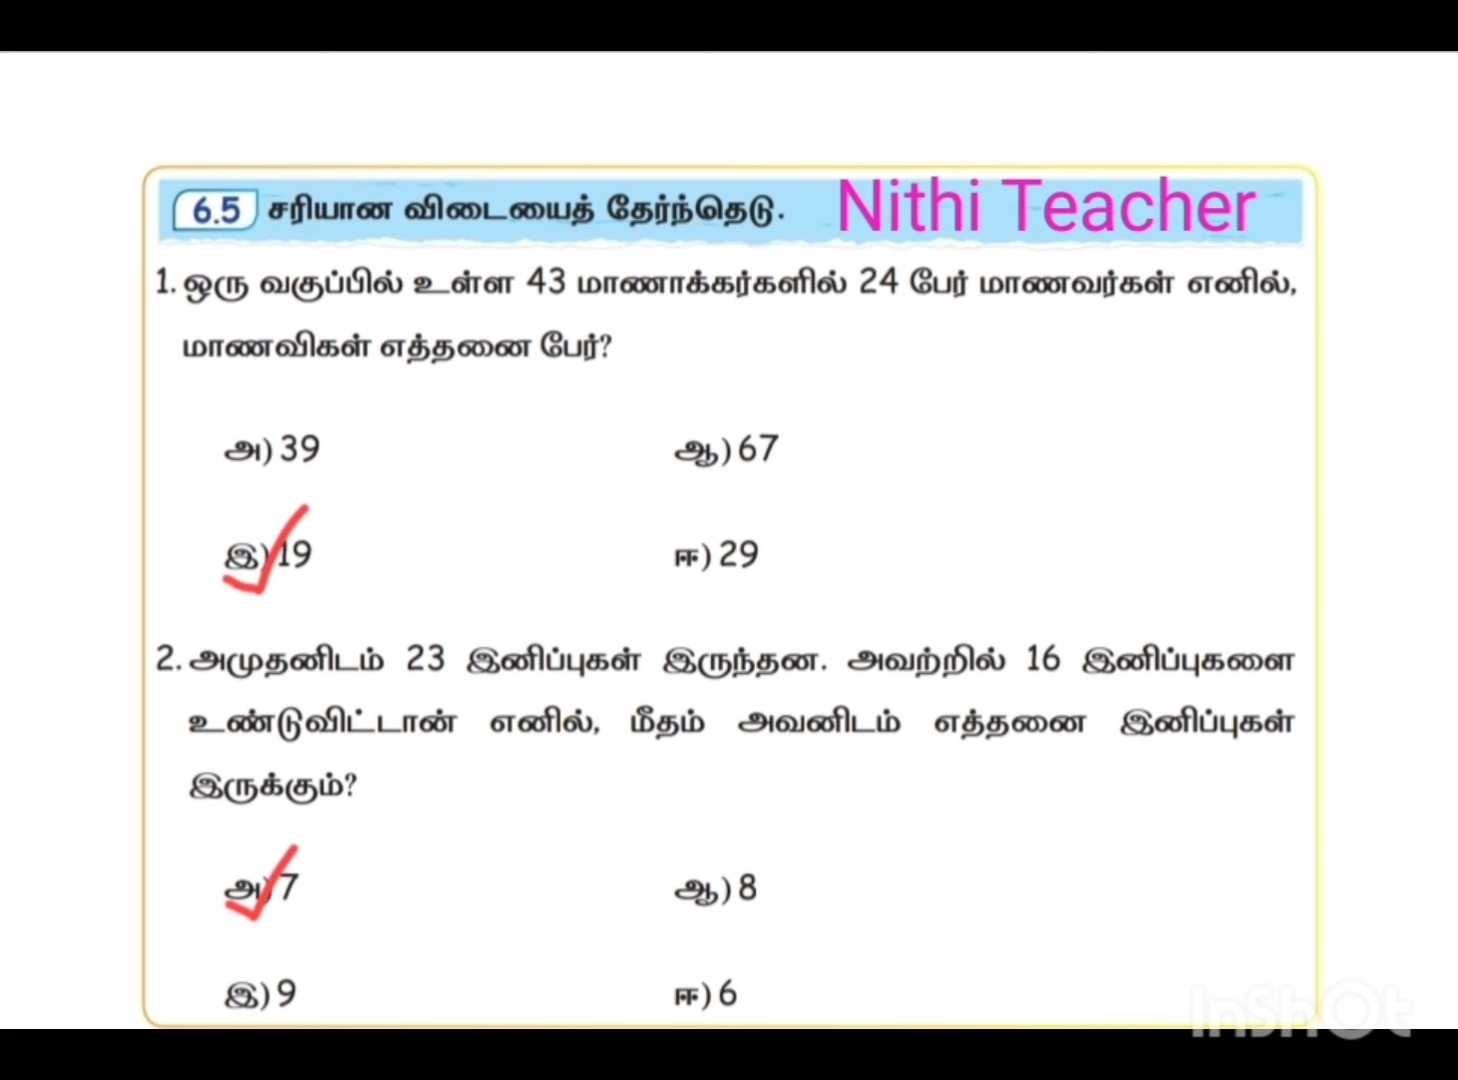 6.5 சரியான விடையைத் தேர்ந்தெடு. Nithi Teacher
1. ஒரு வகுப்பில் உள்ள 43 மாணாக்கர்களில் 24 பேர் மாணவர்கள் எனில்,
மாணவிகள் எத்தனை பேர்?
அ) 39 ஆ) 67
இ) 19 ஈ) 29
2. அமுதனிடம் 23 இனிப்புகள் இருந்தன. அவற்றில் 16 இனிப்புகளை
உண்டுவிட்டான் எனில், மீதம் அவனிடம் எத்தனை இனிப்புகள்
இருக்கும்?
அ) 7 ஆ) 8
இ) 9 ஈ) 6
InShOt